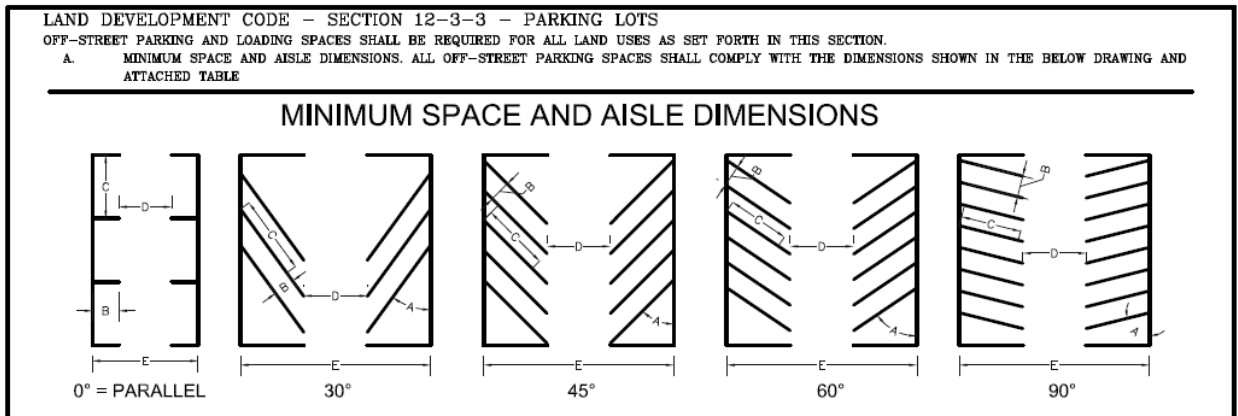 LAND DEVELOPMENT CODE – SECTION 12-3-3 – PARKING LOTS
OFF-STREET PARKING AND LOADING SPACES SHALL BE REQUIRED FOR ALL LAND USES AS SET FORTH IN THIS SECTION.
A. MINIMUM SPACE AND AISLE DIMENSIONS. ALL OFF-STREET PARKING SPACES SHALL COMPLY WITH THE DIMENSIONS SHOWN IN THE BELOW DRAWING AND
ATTACHED TABLE
MINIMUM SPACE AND AISLE DIMENSIONS
C
D
B
E
0° = PARALLEL
C
B
D
A
E
30°
B
C
D
A
E
45°
B
C
D
A
E
60°
B
C
D
A
E
90°